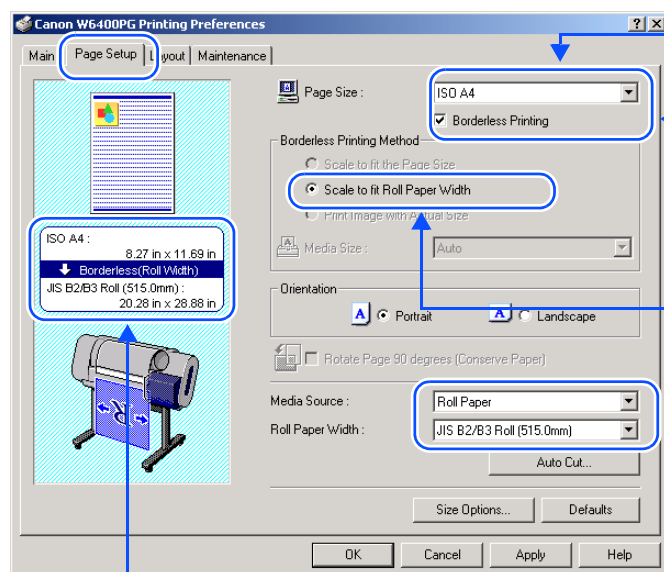 Canon W6400PG Printing Preferences
Main Page Setup Layout Maintenance
Page Size : ISO A4
Borderless Printing
Borderless Printing Method
Scale to fit the Page Size
Scale to fit Roll Paper Width
Print Image with Actual Size
Media Size : Auto
ISO A4 :
8.27 in x 11.69 in
Borderless(Roll Width)
JIS B2/B3 Roll (515.0mm) :
20.28 in x 28.88 in
Orientation
A Portrait A Landscape
Rotate Page 90 degrees (Conserve Paper)
Media Source : Roll Paper
Roll Paper Width : JIS B2/B3 Roll (515.0mm)
Auto Cut...
Size Options... Defaults
OK Cancel Apply Help